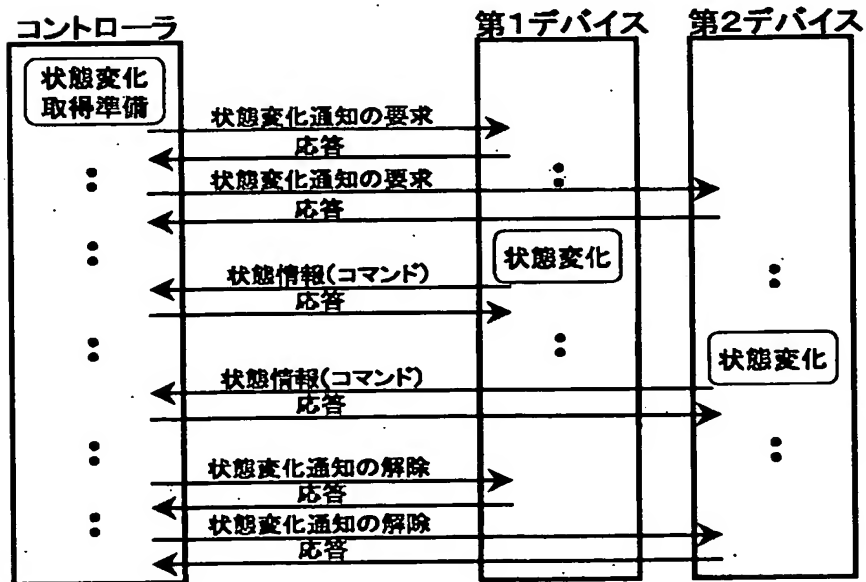 コントローラ
第1デバイス
第2デバイス
状態変化
取得準備
状態変化通知の要求
応答
状態変化通知の要求
応答
状態変化
状態情報(コマンド)
応答
状態変化
状態情報(コマンド)
応答
状態変化通知の解除
応答
状態変化通知の解除
応答